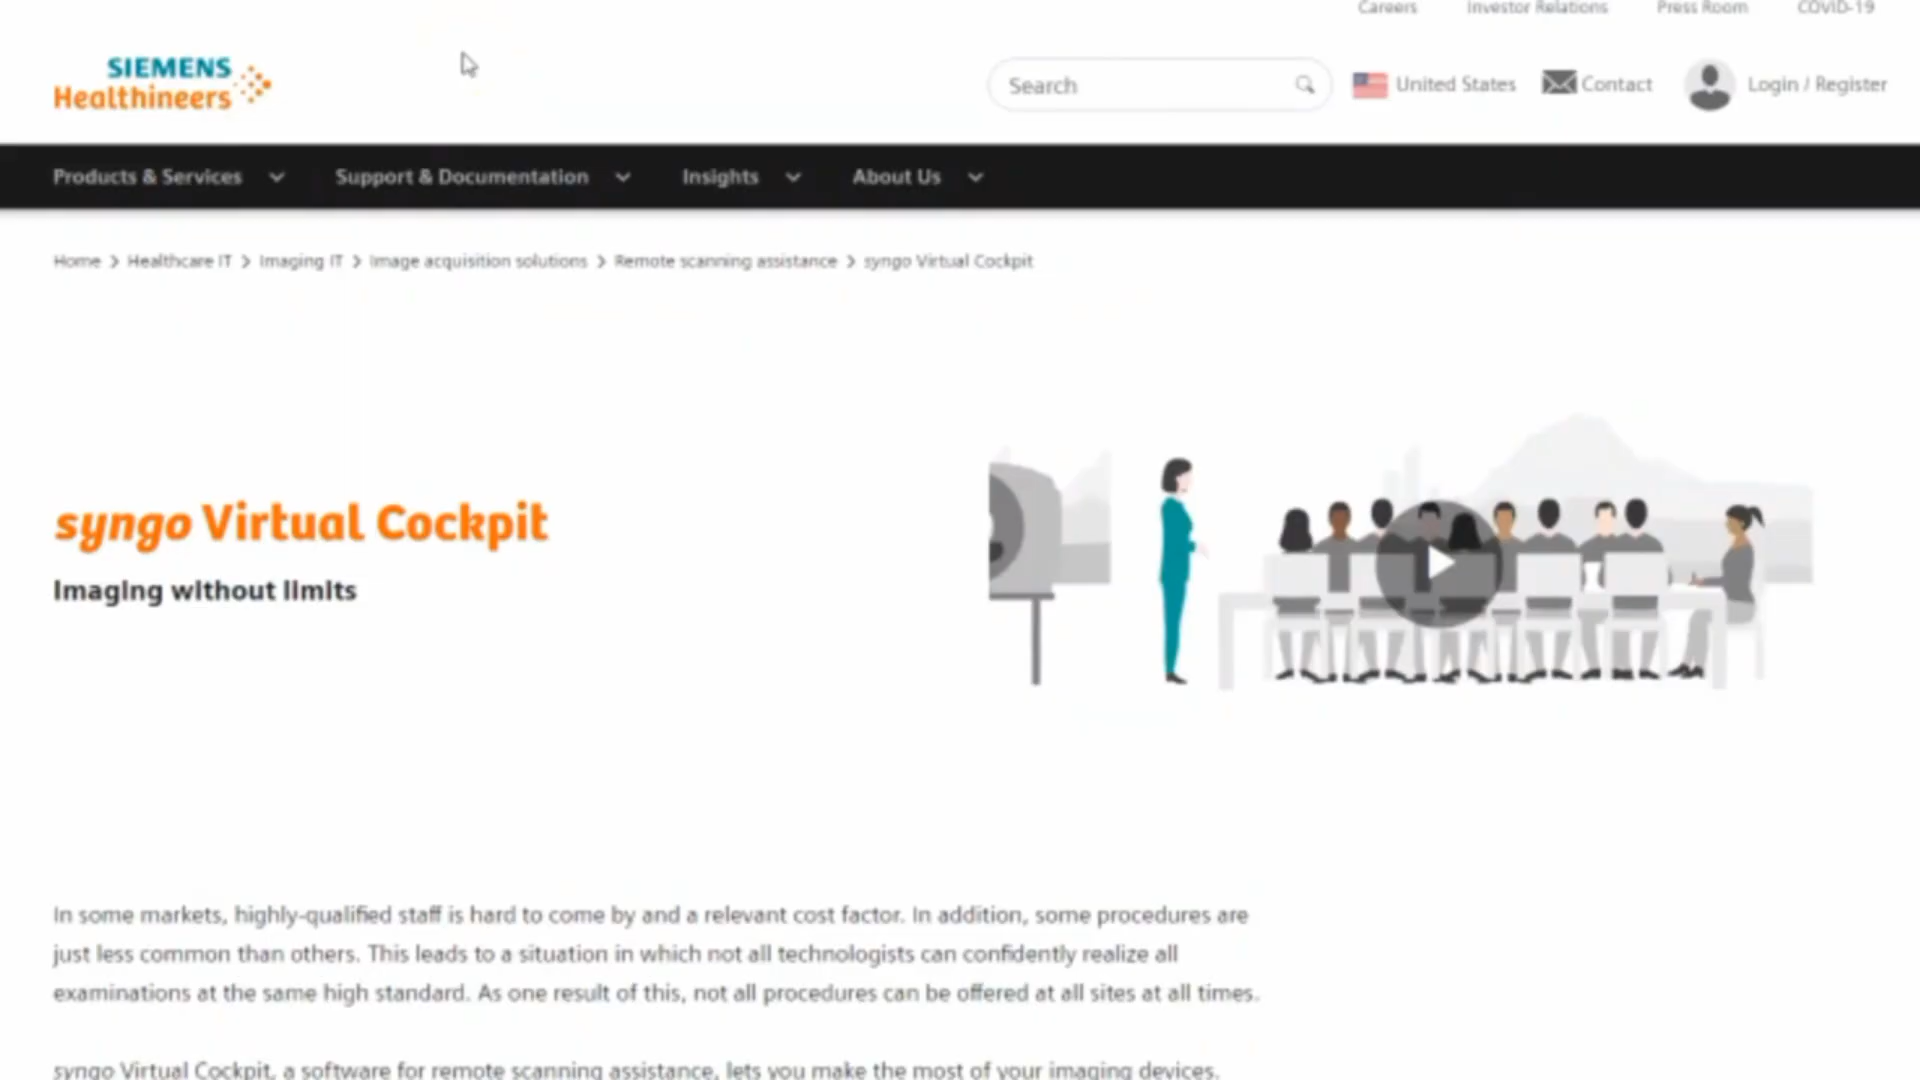 Careers Investor Relations Press Room COVID-19
SIEMENS
Healthineers
Search
United States
Contact
Login / Register
Products & Services Support & Documentation Insights About Us
Home > Healthcare IT > Imaging IT > Image acquisition solutions > Remote scanning assistance > syngo Virtual Cockpit
syngo Virtual Cockpit
Imaging without limits
In some markets, highly-qualified staff is hard to come by and a relevant cost factor. In addition, some procedures are
just less common than others. This leads to a situation in which not all technologists can confidently realize all
examinations at the same high standard. As one result of this, not all procedures can be offered at all sites at all times.
syngo Virtual Cockpit, a software for remote scanning assistance, lets you make the most of your imaging devices.